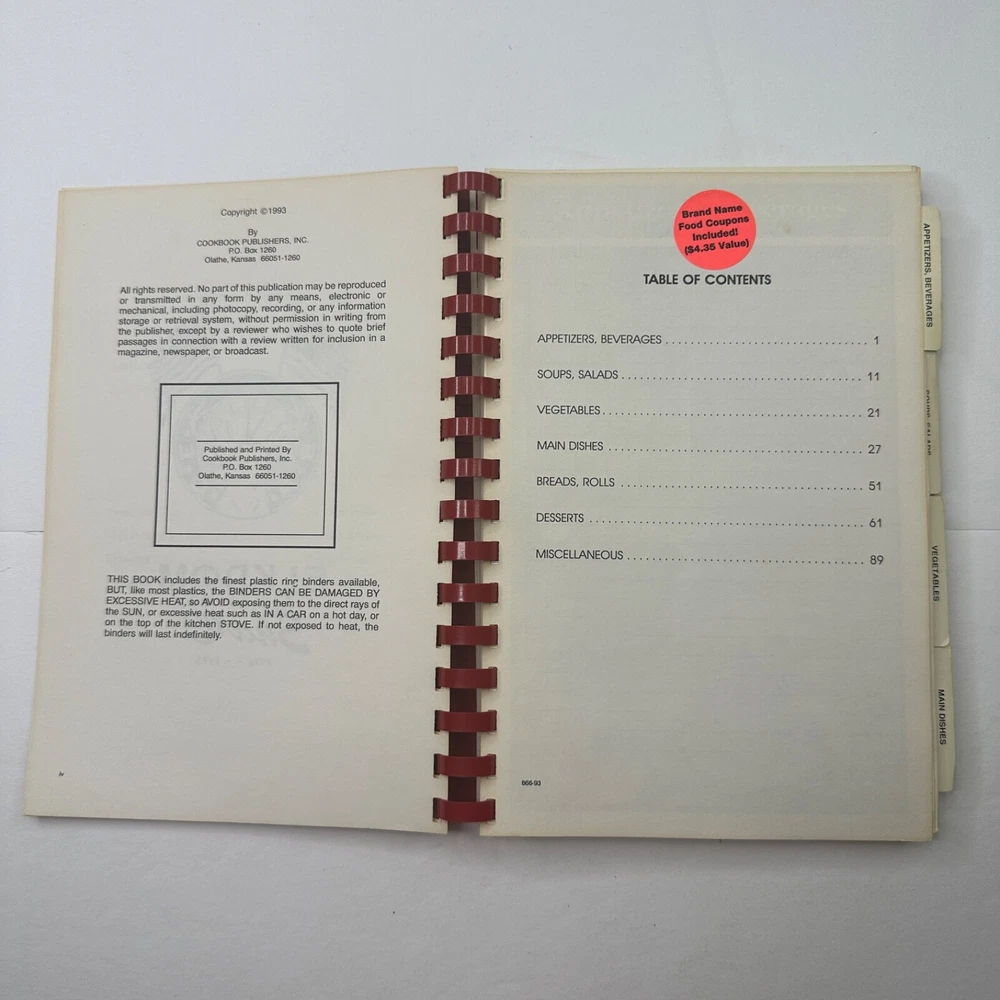 Copyright ©1993
By
COOKBOOK PUBLISHERS, INC.
P.O. Box 1260
Olathe, Kansas 66051-1260
All rights reserved. No part of this publication may be reproduced
or transmitted in any form by any means, electronic or
mechanical, including photocopy, recording, or any information
storage or retrieval system, without permission in writing from
the publisher, except by a reviewer who wishes to quote brief
passages in connection with a review written for inclusion in a
magazine, newspaper, or broadcast.
Published and Printed By
Cookbook Publishers, Inc.
P.O. Box 1260
Olathe, Kansas 66051-1260
THIS BOOK includes the finest plastic ring binders available,
BUT, like most plastics, the BINDERS CAN BE DAMAGED BY
EXCESSIVE HEAT, so AVOID exposing them to the direct rays of
the SUN, or excessive heat such as IN A CAR on a hot day, or
on the top of the kitchen STOVE. If not exposed to heat, the
binders will last indefinitely.
iv
Brand Name
Food Coupons
Included!
($4.35 Value)
TABLE OF CONTENTS
APPETIZERS, BEVERAGES . . . . . . . . . . . . . . . . . . . . . . . . . . . . . . 1
SOUPS, SALADS . . . . . . . . . . . . . . . . . . . . . . . . . . . . . . . . . . . . 11
VEGETABLES . . . . . . . . . . . . . . . . . . . . . . . . . . . . . . . . . . . . . . . 21
MAIN DISHES . . . . . . . . . . . . . . . . . . . . . . . . . . . . . . . . . . . . . . 27
BREADS, ROLLS . . . . . . . . . . . . . . . . . . . . . . . . . . . . . . . . . . . . 51
DESSERTS . . . . . . . . . . . . . . . . . . . . . . . . . . . . . . . . . . . . . . . . . 61
MISCELLANEOUS . . . . . . . . . . . . . . . . . . . . . . . . . . . . . . . . . . . 89
666-93
APPETIZERS, BEVERAGES
SOUPS, SALADS
VEGETABLES
MAIN DISHES